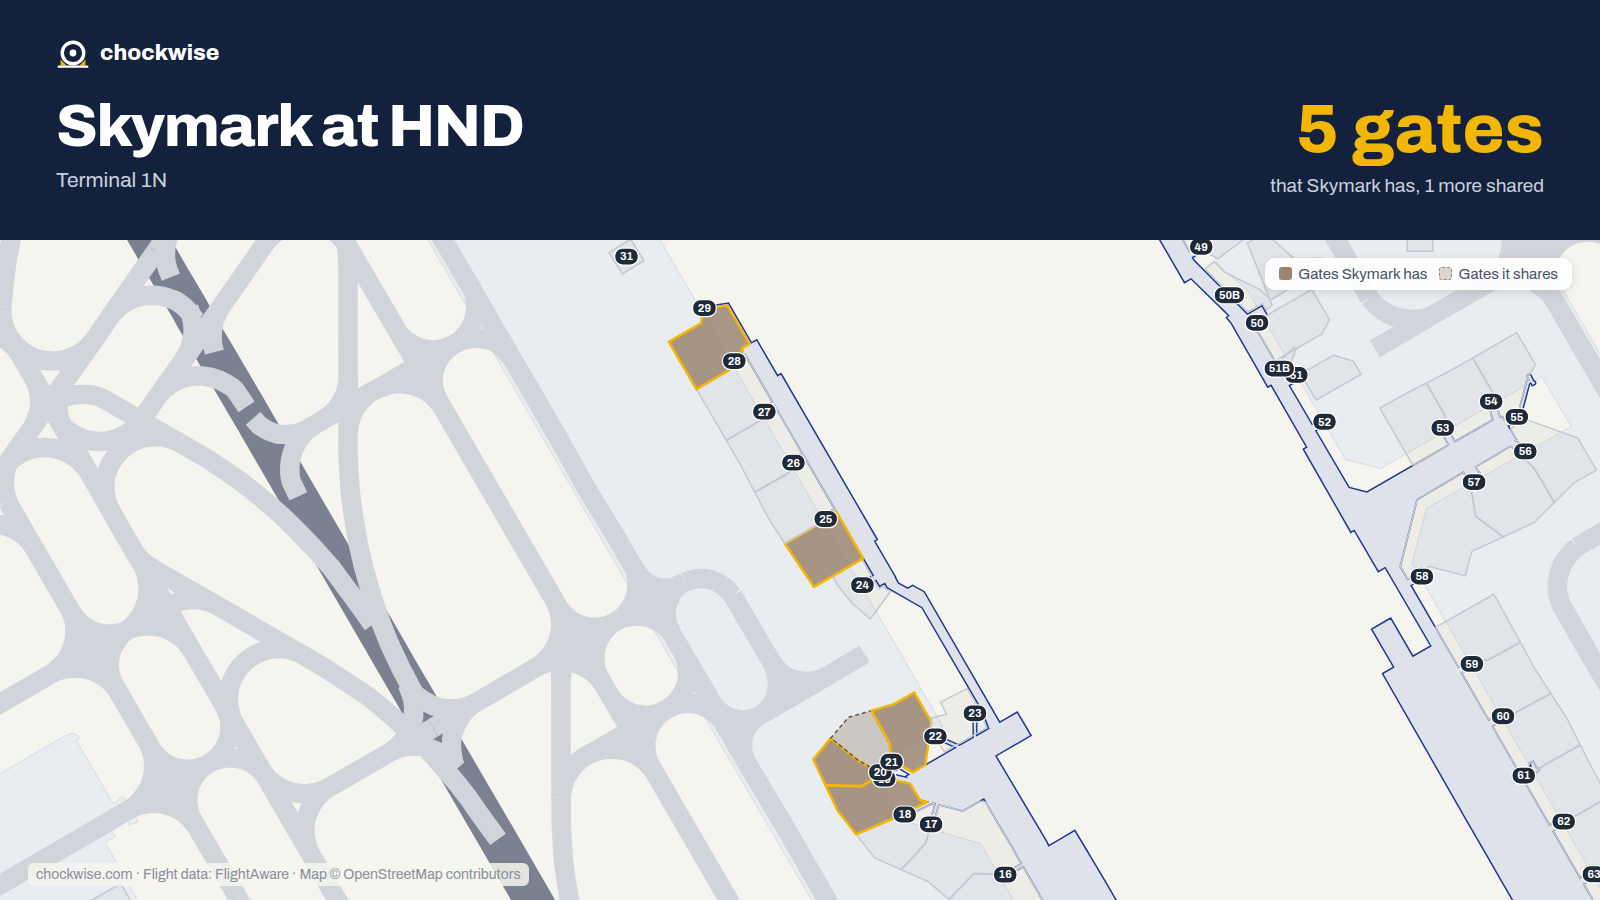 chockwise
Skymark at HND
Terminal 1N
5 gates
that Skymark has, 1 more shared
Gates Skymark has
Gates it shares
31
49
50B
50
51B
29
28
27
26
25
24
52
54
55
53
56
57
58
59
60
61
62
63
23
22
21
20
18
17
16
chockwise.com · Flight data: FlightAware · Map © OpenStreetMap contributors